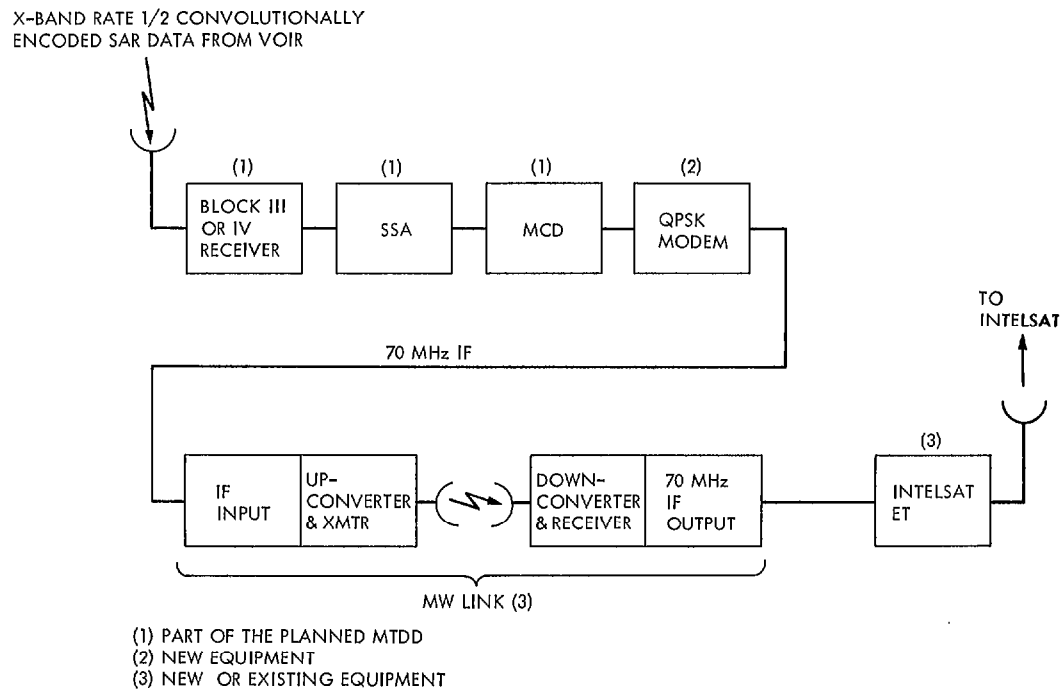 X-BAND RATE 1/2 CONVOLUTIONALLY
ENCODED SAR DATA FROM VOIR
(1)
(1)
(1)
(2)
BLOCK III
OR IV
RECEIVER
SSA
MCD
QPSK
MODEM
TO
INTELSAT
70 MHz IF
(3)
IF
INPUT
UP-
CONVERTER
& XMTR
DOWN-
CONVERTER
& RECEIVER
70 MHz
IF
OUTPUT
INTELSAT
ET
MW LINK (3)
(1) PART OF THE PLANNED MTDD
(2) NEW EQUIPMENT
(3) NEW OR EXISTING EQUIPMENT